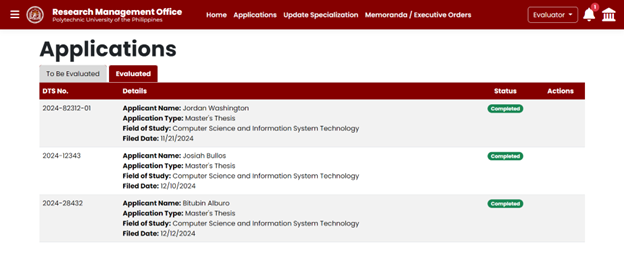 Research Management Office
Polytechnic University of the Philippines
Home Applications Update Specialization Memoranda / Executive Orders
Evaluator
1
Applications
To Be Evaluated Evaluated
DTS No. Details Status Actions
2024-82312-01 Applicant Name: Jordan Washington Completed
Application Type: Master's Thesis
Field of Study: Computer Science and Information System Technology
Filed Date: 11/21/2024
2024-12343 Applicant Name: Josiah Bullos Completed
Application Type: Master's Thesis
Field of Study: Computer Science and Information System Technology
Filed Date: 12/10/2024
2024-28432 Applicant Name: Bitubin Alburo Completed
Application Type: Master's Thesis
Field of Study: Computer Science and Information System Technology
Filed Date: 12/12/2024